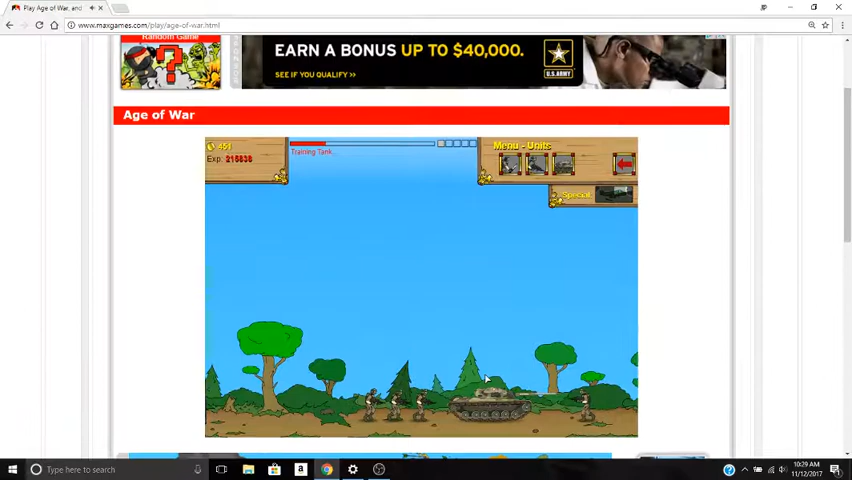 Play Age of War, and
www.maxgames.com/play/age-of-war.html
Random Game
EARN A BONUS UP TO $40,000.
SEE IF YOU QUALIFY >>
U.S.ARMY
Age of War
451
Exp: 215838
Training Tank...
Menu - Units
Special
Type here to search
10:29 AM
11/12/2017